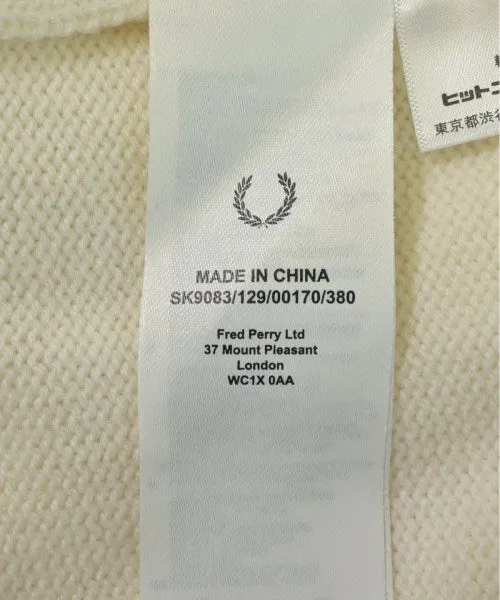 MADE IN CHINA
SK9083/129/00170/380
Fred Perry Ltd
37 Mount Pleasant
London
WC1X 0AA
ヒットユ
東京都渋谷